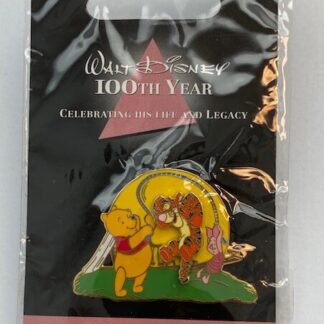 WALT DISNEY
100TH YEAR
CELEBRATING HIS LIFE AND LEGACY